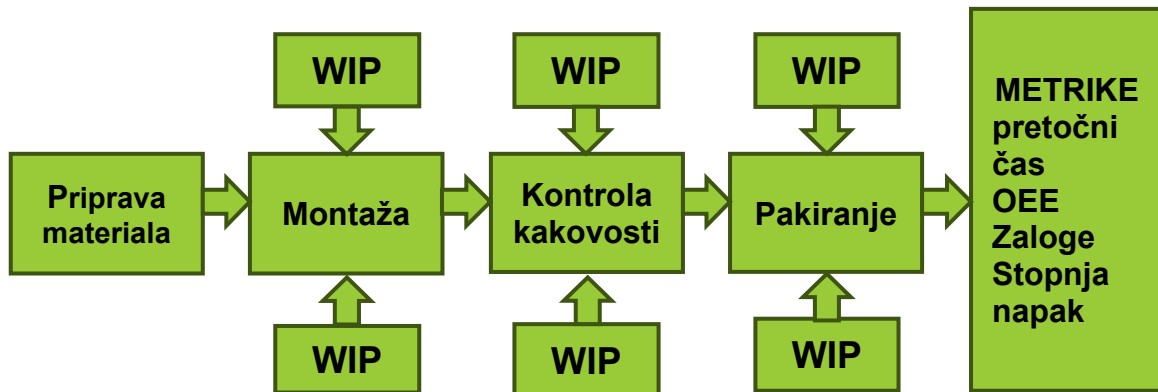 WIP
WIP
WIP
Priprava
materiala
Montaža
Kontrola
kakovosti
Pakiranje
METRIKE
pretočni
čas
OEE
Zaloge
Stopnja
napak
WIP
WIP
WIP